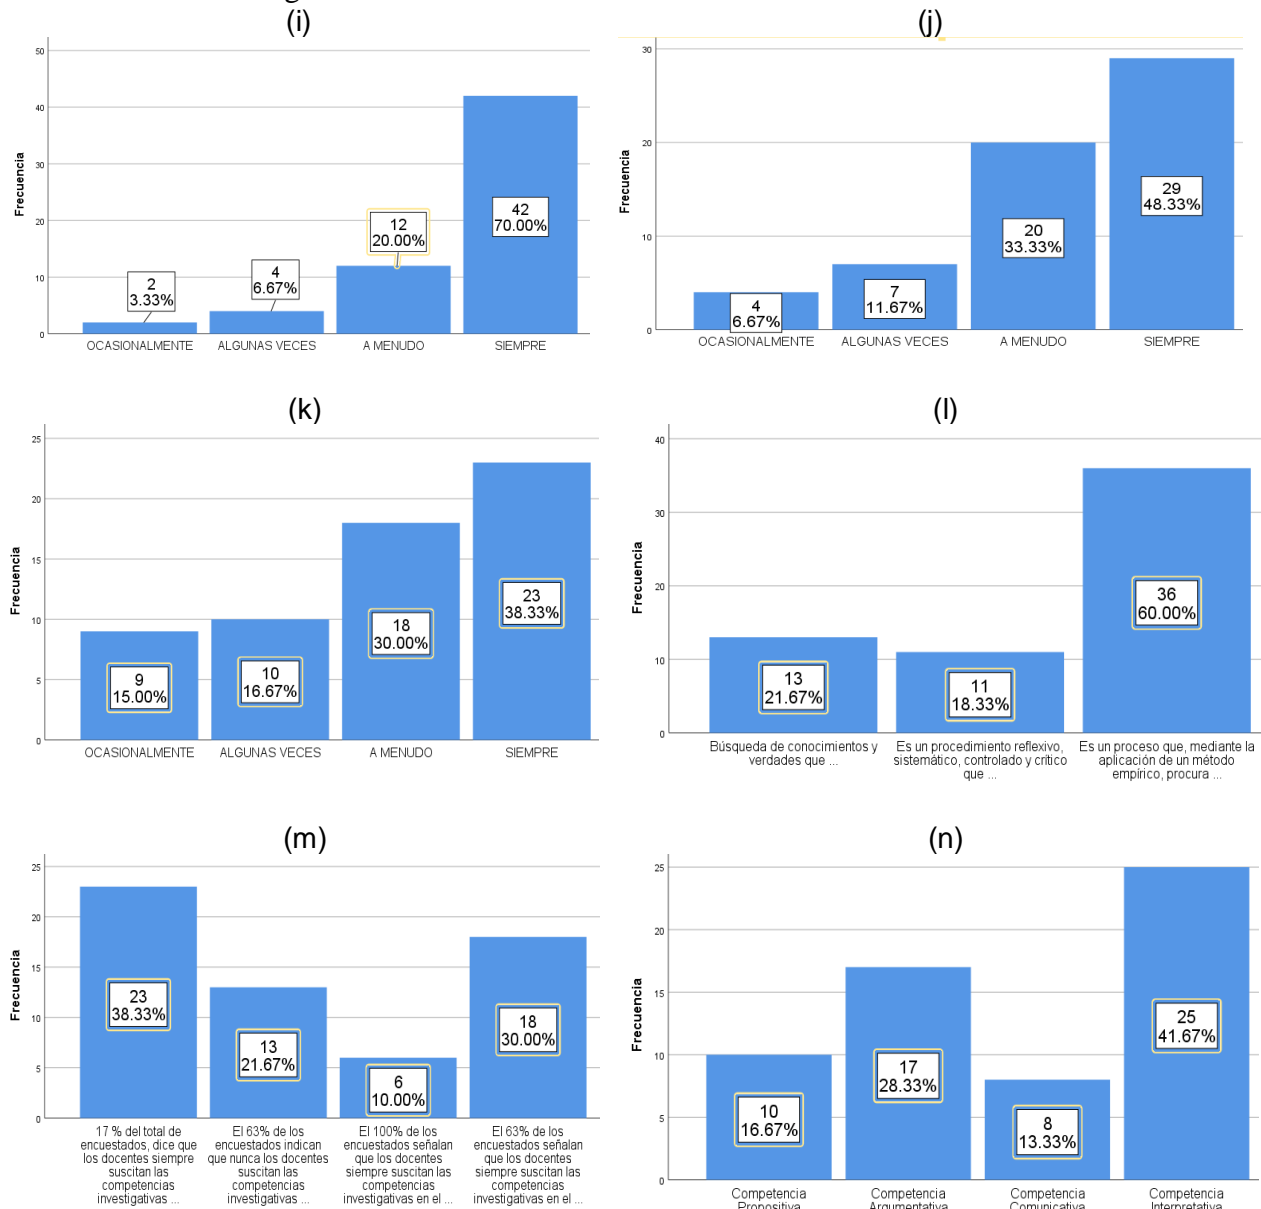 (i)
50
40
30
20
10
0
Frecuencia
2
3.33%
4
6.67%
12
20.00%
42
70.00%
OCASIONALMENTE
ALGUNAS VECES
A MENUDO
SIEMPRE
(j)
30
20
10
0
Frecuencia
4
6.67%
7
11.67%
20
33.33%
29
48.33%
OCASIONALMENTE
ALGUNAS VECES
A MENUDO
SIEMPRE
(k)
25
20
15
10
5
0
Frecuencia
9
15.00%
10
16.67%
18
30.00%
23
38.33%
OCASIONALMENTE
ALGUNAS VECES
A MENUDO
SIEMPRE
(l)
40
30
20
10
0
Frecuencia
13
21.67%
11
18.33%
36
60.00%
Búsqueda de conocimientos y
verdades que ...
Es un procedimiento reflexivo,
sistemático, controlado y crítico
que ...
Es un proceso que, mediante la
aplicación de un método
empírico, procura ...
(m)
25
20
15
10
5
0
Frecuencia
23
38.33%
13
21.67%
6
10.00%
18
30.00%
17 % del total de
encuestados, dice que
los docentes siempre
suscitan las
competencias
investigativas ...
El 63% de los
encuestados indican
que nunca los docentes
suscitan las
competencias
investigativas ...
El 100% de los
encuestados señalan
que los docentes
siempre suscitan las
competencias
investigativas en el ...
El 63% de los
encuestados señalan
que los docentes
siempre suscitan las
competencias
investigativas en el ...
(n)
25
20
15
10
5
0
Frecuencia
10
16.67%
17
28.33%
8
13.33%
25
41.67%
Competencia
Propositiva
Competencia
Argumentativa
Competencia
Comunicativa
Competencia
Interpretativa